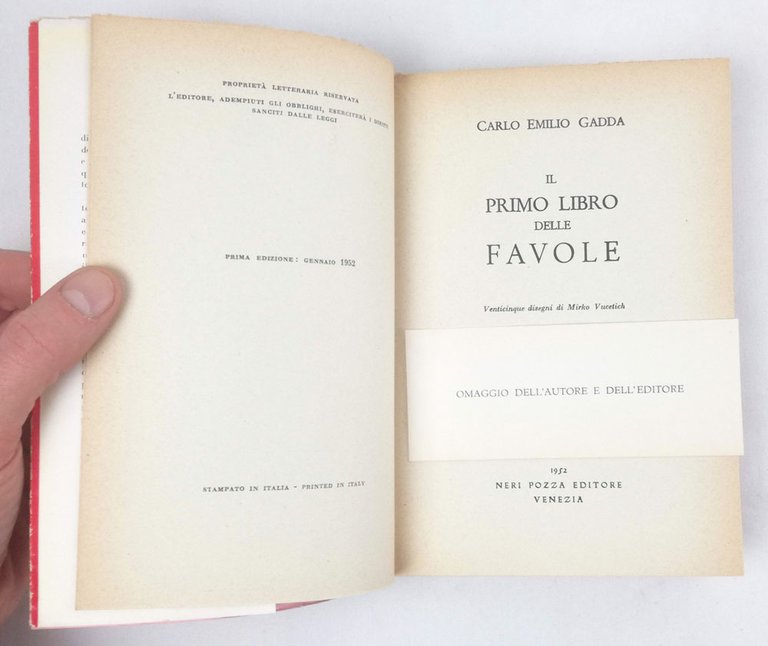 PROPRIETÀ LETTERARIA RISERVATA
L'EDITORE, ADEMPIUTI GLI OBBLIGHI, ESERCITERÀ I DIRITTI
SANCITI DALLE LEGGI
PRIMA EDIZIONE: GENNAIO 1952
STAMPATO IN ITALIA - PRINTED IN ITALY
CARLO EMILIO GADDA
IL
PRIMO LIBRO
DELLE
FAVOLE
Venticinque disegni di Mirko Vucetich
OMAGGIO DELL'AUTORE E DELL'EDITORE
1952
NERI POZZA EDITORE
VENEZIA